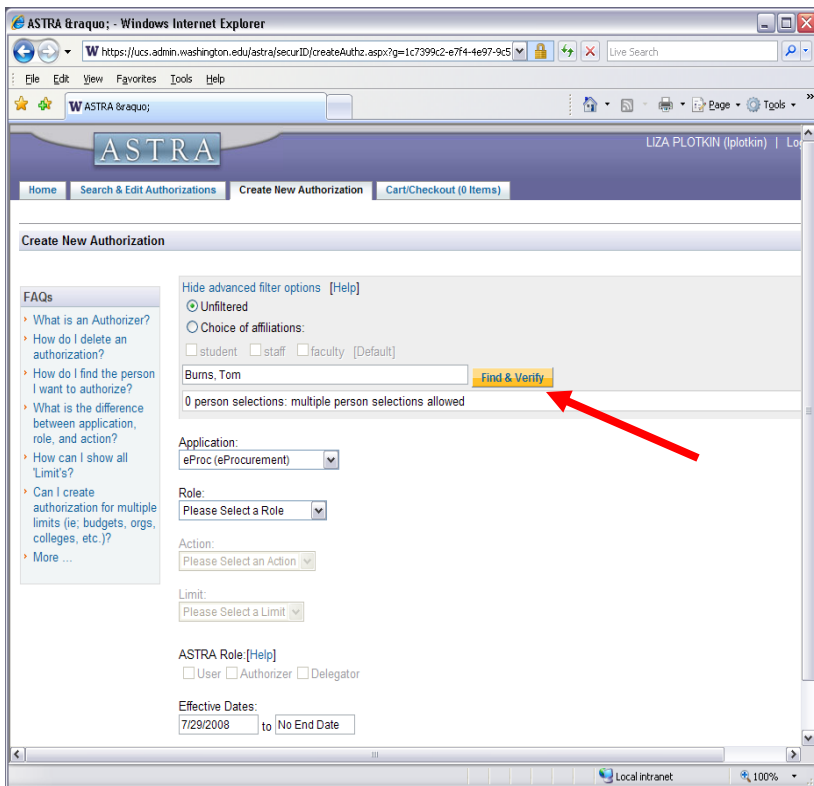 ASTRA &raquo; - Windows Internet Explorer
https://ucs.admin.washington.edu/astra/securID/createAuthz.aspx?g=1c7399c2-e7f4-4e97-9c5
Live Search
File Edit View Favorites Tools Help
ASTRA &raquo;
Page Tools
ASTRA
LIZA PLOTKIN (lplotkin) |
Home Search & Edit Authorizations Create New Authorization Cart/Checkout (0 Items)
Create New Authorization
FAQs
What is an Authorizer?
How do I delete an
authorization?
How do I find the person
I want to authorize?
What is the difference
between application,
role, and action?
How can I show all
'Limit's?
Can I create
authorization for multiple
limits (ie; budgets, orgs,
colleges, etc.)?
More ...
Hide advanced filter options [Help]
Unfiltered
Choice of affiliations:
student staff faculty [Default]
Burns, Tom
Find & Verify
0 person selections: multiple person selections allowed
Application:
eProc (eProcurement)
Role:
Please Select a Role
Action:
Please Select an Action
Limit:
Please Select a Limit
ASTRA Role:[Help]
User Authorizer Delegator
Effective Dates:
7/29/2008 to No End Date
Local intranet 100%